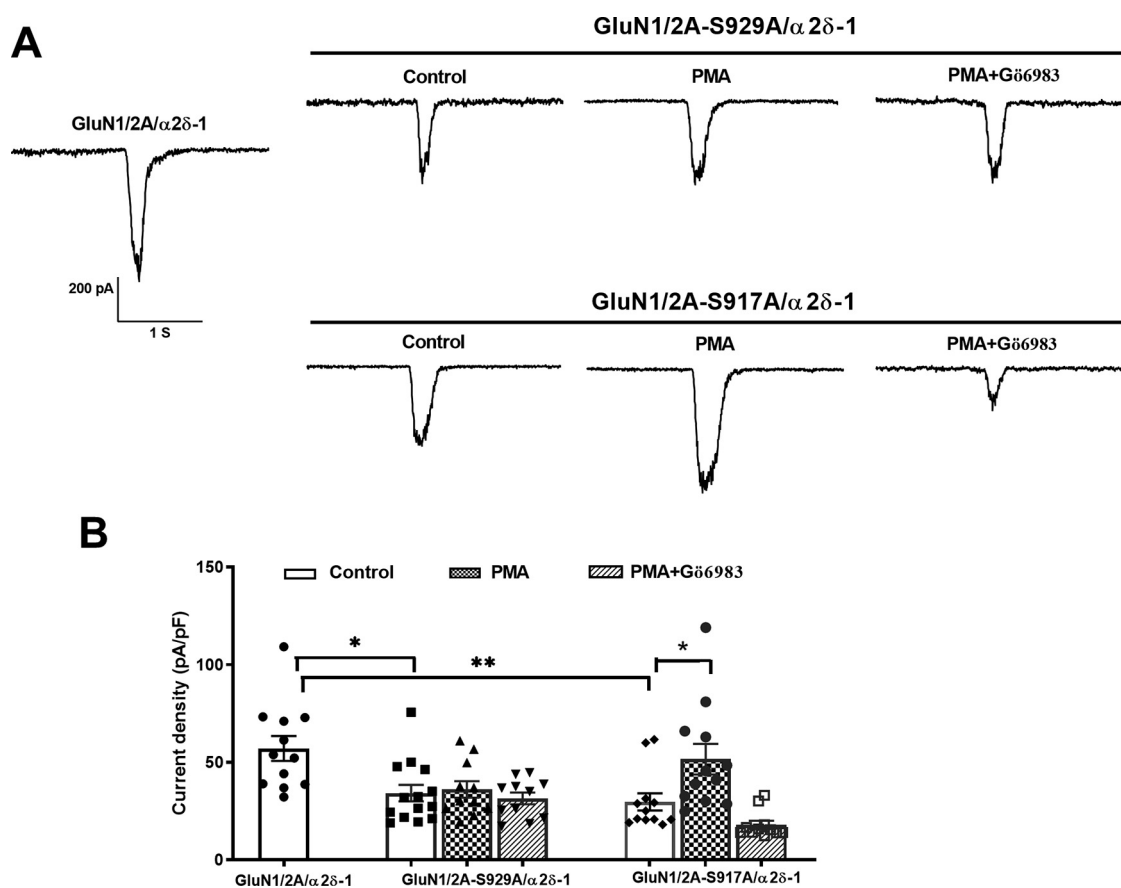 A
GluN1/2A-S929A/α2δ-1
Control PMA PMA+Gö6983
GluN1/2A/α2δ-1
200 pA
1 S
GluN1/2A-S917A/α2δ-1
Control PMA PMA+Gö6983
B
Control PMA PMA+Gö6983
Current density (pA/pF)
150
100
50
0
*
**
*
GluN1/2A/α2δ-1 GluN1/2A-S929A/α2δ-1 GluN1/2A-S917A/α2δ-1